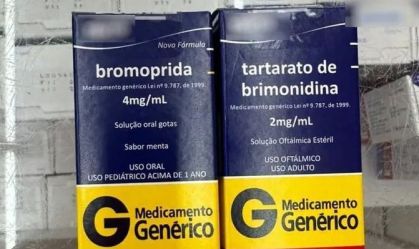 Nova Fórmula
bromoprida
Medicamento genérico Lei nº 9.787, de 1999.
4mg/mL
Solução oral gotas
Sabor menta
USO ORAL
USO PEDIÁTRICO ACIMA DE 1 ANO
G Medicamento
Genérico
tartarato de
brimonidina
Medicamento genérico Lei nº 9.787, de 1999.
2mg/mL
Solução Oftálmica Estéril
USO OFTÁLMICO
USO ADULTO
G Medicamento
Genérico